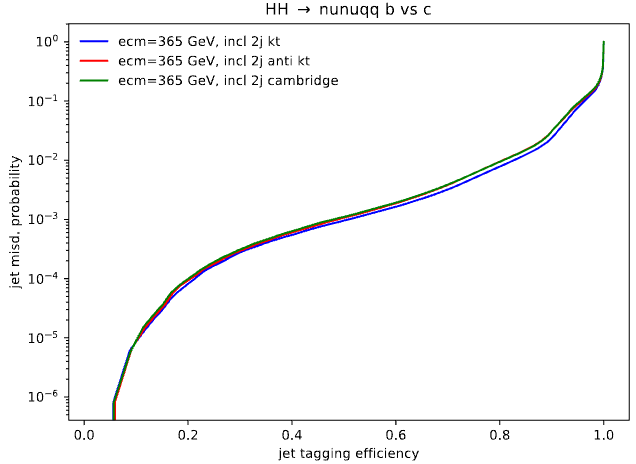 HH → nunuqq b vs c
ecm=365 GeV, incl 2j kt
ecm=365 GeV, incl 2j anti kt
ecm=365 GeV, incl 2j cambridge
jet misd. probability
10⁰
10⁻¹
10⁻²
10⁻³
10⁻⁴
10⁻⁵
10⁻⁶
0.0 0.2 0.4 0.6 0.8 1.0
jet tagging efficiency